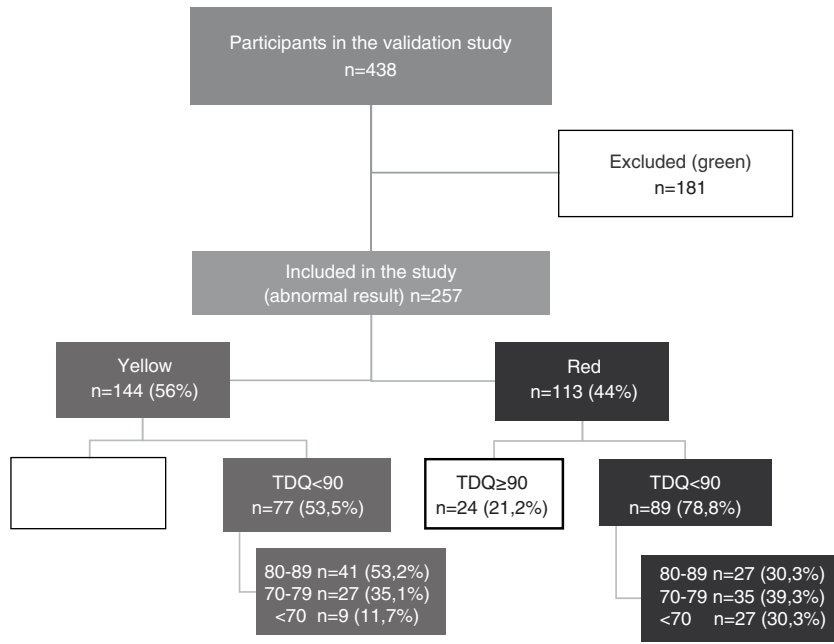 Participants in the validation study
n=438
Excluded (green)
n=181
Included in the study
(abnormal result) n=257
Yellow
n=144 (56%)
Red
n=113 (44%)
TDQ<90
n=77 (53,5%)
TDQ≥90
n=24 (21,2%)
TDQ<90
n=89 (78,8%)
80-89 n=41 (53,2%)
70-79 n=27 (35,1%)
<70 n=9 (11,7%)
80-89 n=27 (30,3%)
70-79 n=35 (39,3%)
<70 n=27 (30,3%)